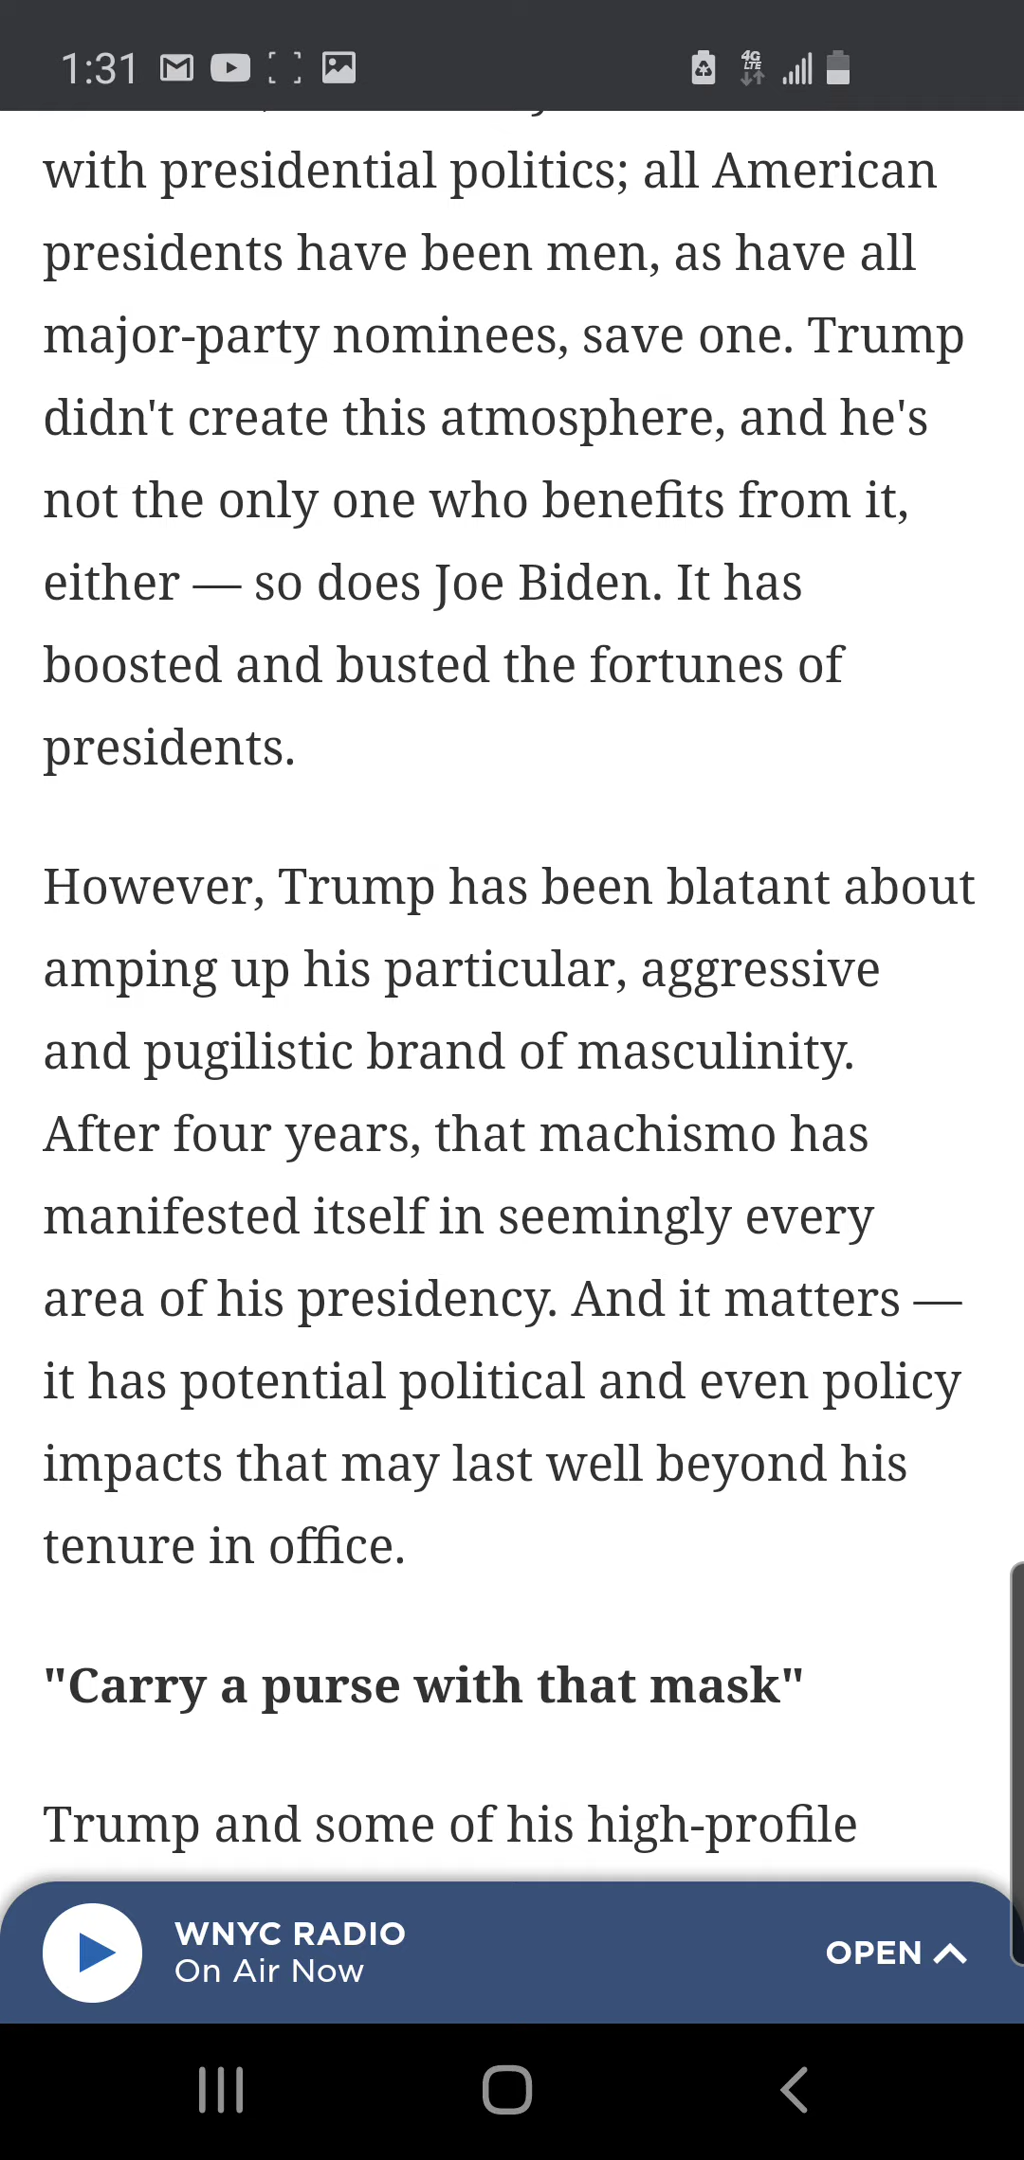 1:31
4G
LTE
with presidential politics; all American
presidents have been men, as have all
major-party nominees, save one. Trump
didn't create this atmosphere, and he's
not the only one who benefits from it,
either — so does Joe Biden. It has
boosted and busted the fortunes of
presidents.
However, Trump has been blatant about
amping up his particular, aggressive
and pugilistic brand of masculinity.
After four years, that machismo has
manifested itself in seemingly every
area of his presidency. And it matters —
it has potential political and even policy
impacts that may last well beyond his
tenure in office.
"Carry a purse with that mask"
Trump and some of his high-profile
WNYC RADIO
On Air Now
OPEN